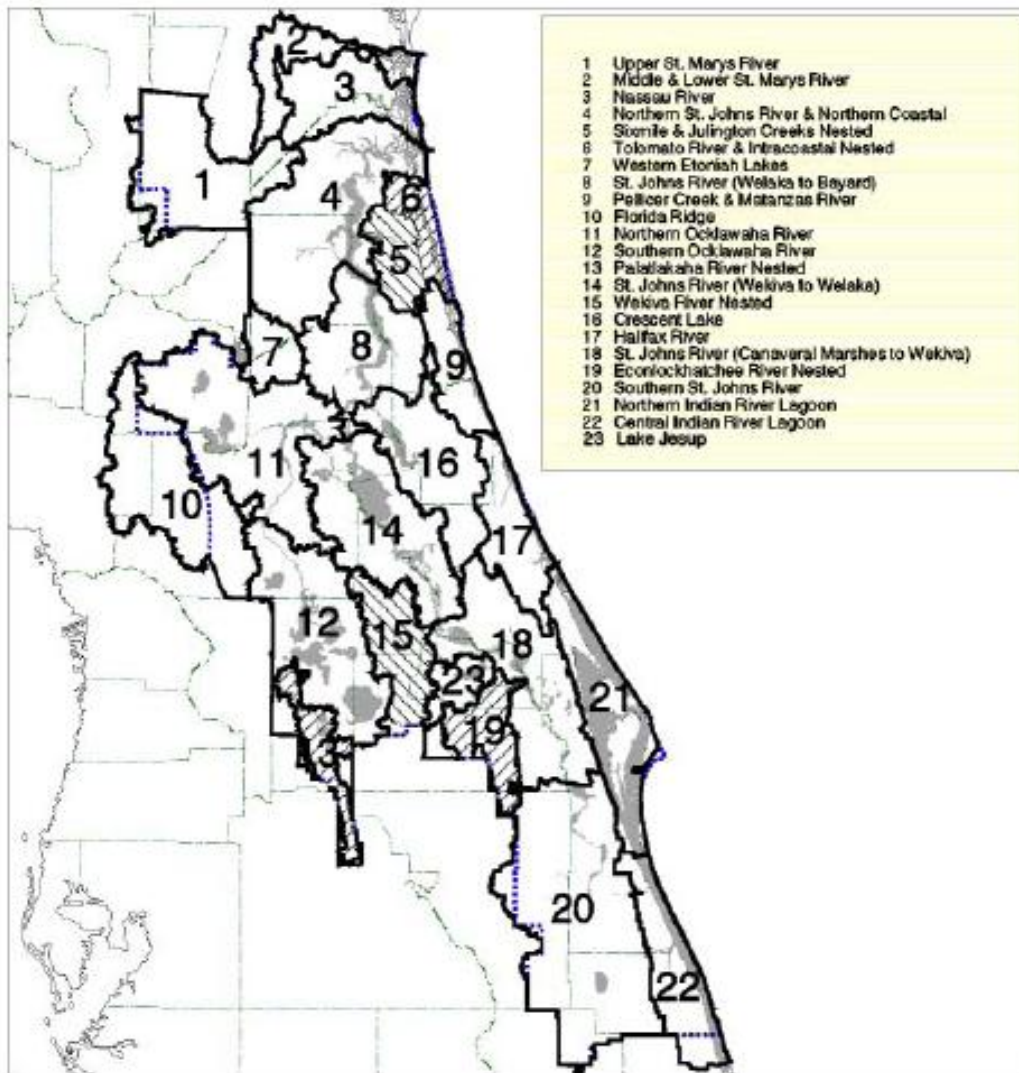 1 Upper St. Marys River
2 Middle & Lower St. Marys River
3 Nassau River
4 Northern St. Johns River & Northern Coastal
5 Sixmile & Julington Creeks Nested
6 Tolomato River & Intracoastal Nested
7 Western Etoniah Lakes
8 St. Johns River (Welaka to Bayard)
9 Pellicer Creek & Matanzas River
10 Florida Ridge
11 Northern Ocklawaha River
12 Southern Ocklawaha River
13 Palatlakaha River Nested
14 St. Johns River (Wekiva to Welaka)
15 Wekiva River Nested
16 Crescent Lake
17 Halifax River
18 St. Johns River (Canaveral Marshes to Wekiva)
19 Econlockhatchee River Nested
20 Southern St. Johns River
21 Northern Indian River Lagoon
22 Central Indian River Lagoon
23 Lake Jesup
2
3
1
4
6
5
7
8
9
11
16
10
14
17
12
15
18
23
21
19
20
22